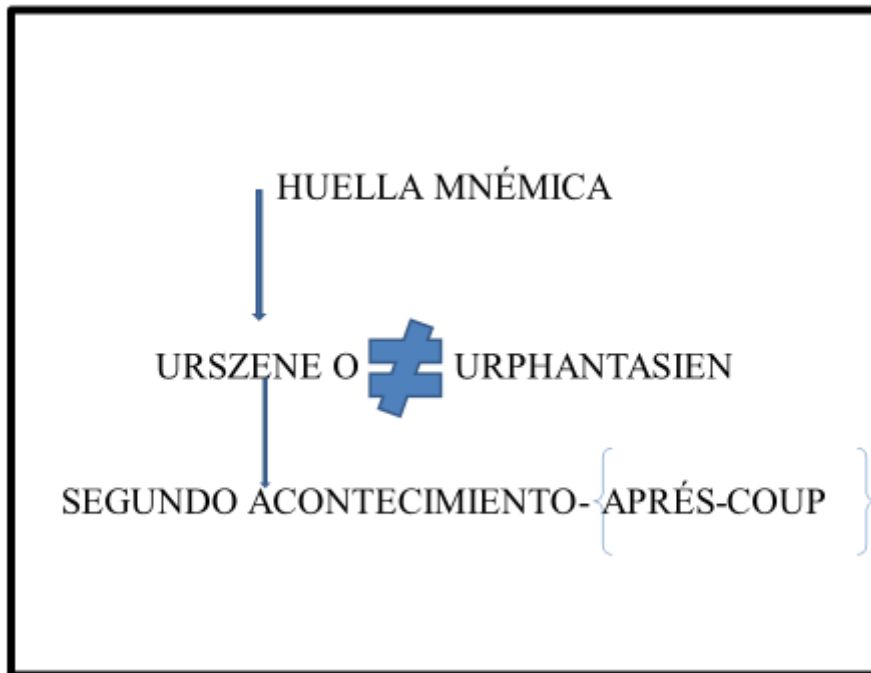 HUELLA MNÉMICA
URSZENE O ≠ URPHANTASIEN
SEGUNDO ACONTECIMIENTO- { APRÉS-COUP }